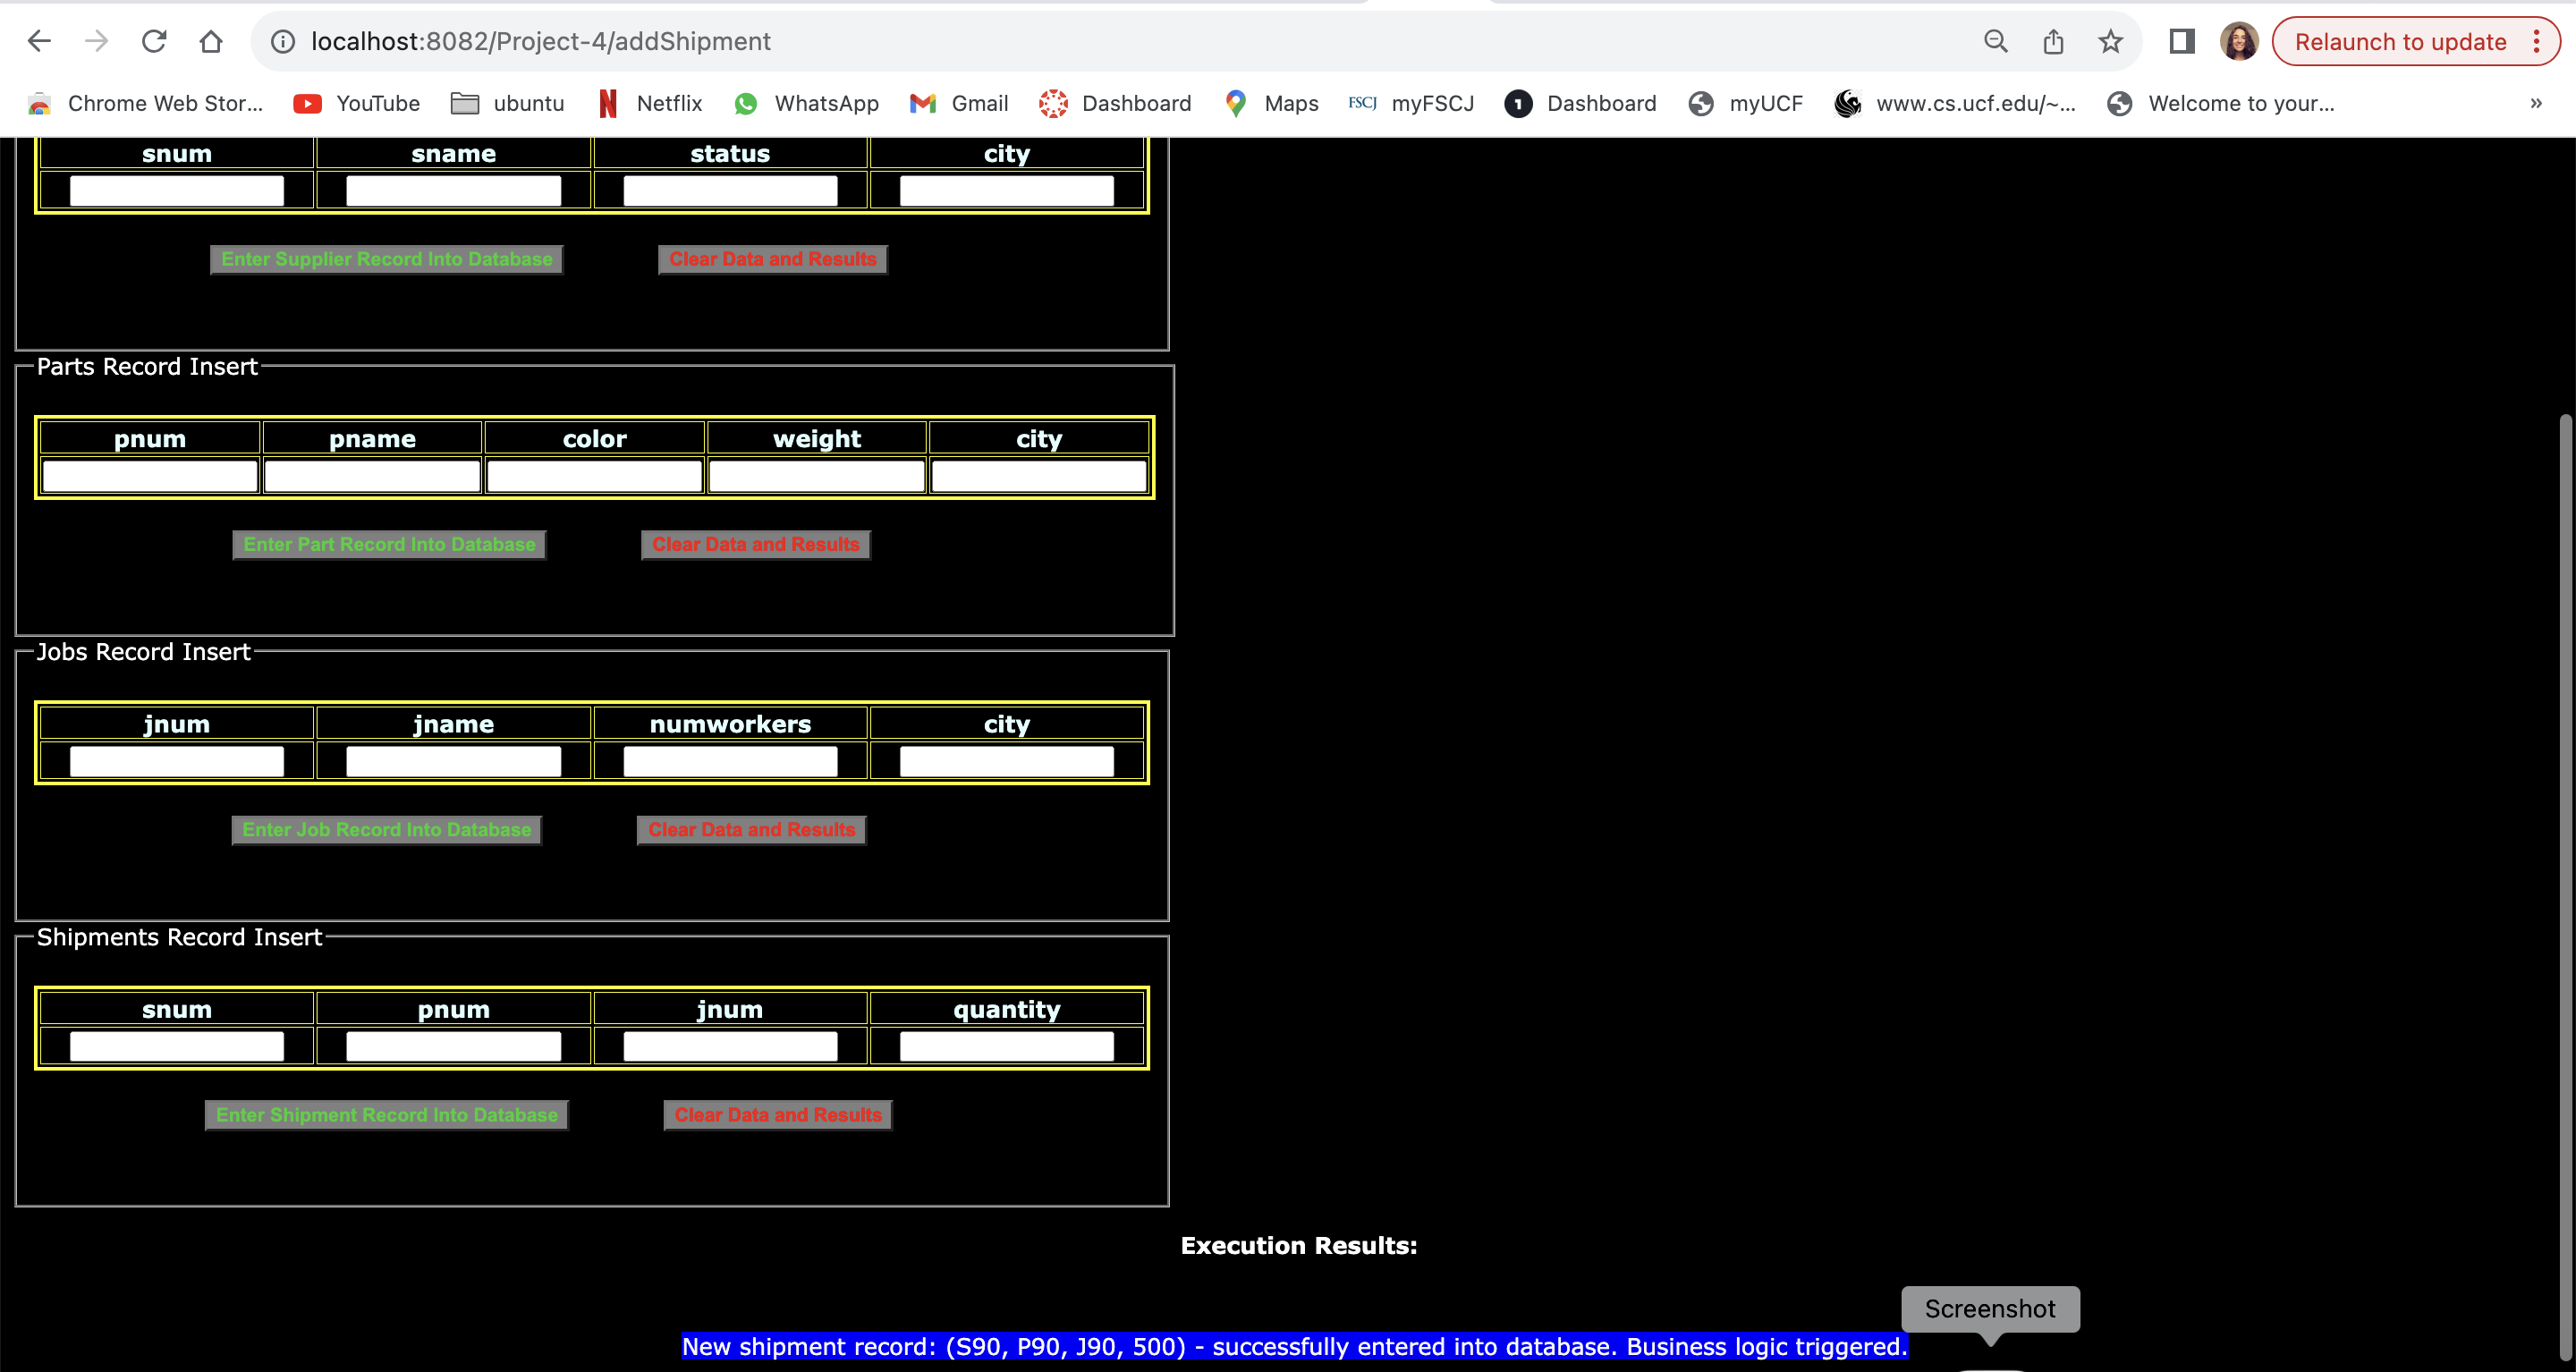 localhost:8082/Project-4/addShipment
Relaunch to update
Chrome Web Stor... YouTube ubuntu Netflix WhatsApp Gmail Dashboard Maps FSCJ myFSCJ 1 Dashboard myUCF www.cs.ucf.edu/~... Welcome to your... »
snum sname status city
Enter Supplier Record Into Database Clear Data and Results
Parts Record Insert
pnum pname color weight city
Enter Part Record Into Database Clear Data and Results
Jobs Record Insert
jnum jname numworkers city
Enter Job Record Into Database Clear Data and Results
Shipments Record Insert
snum pnum jnum quantity
Enter Shipment Record Into Database Clear Data and Results
Execution Results:
Screenshot
New shipment record: (S90, P90, J90, 500) - successfully entered into database. Business logic triggered.